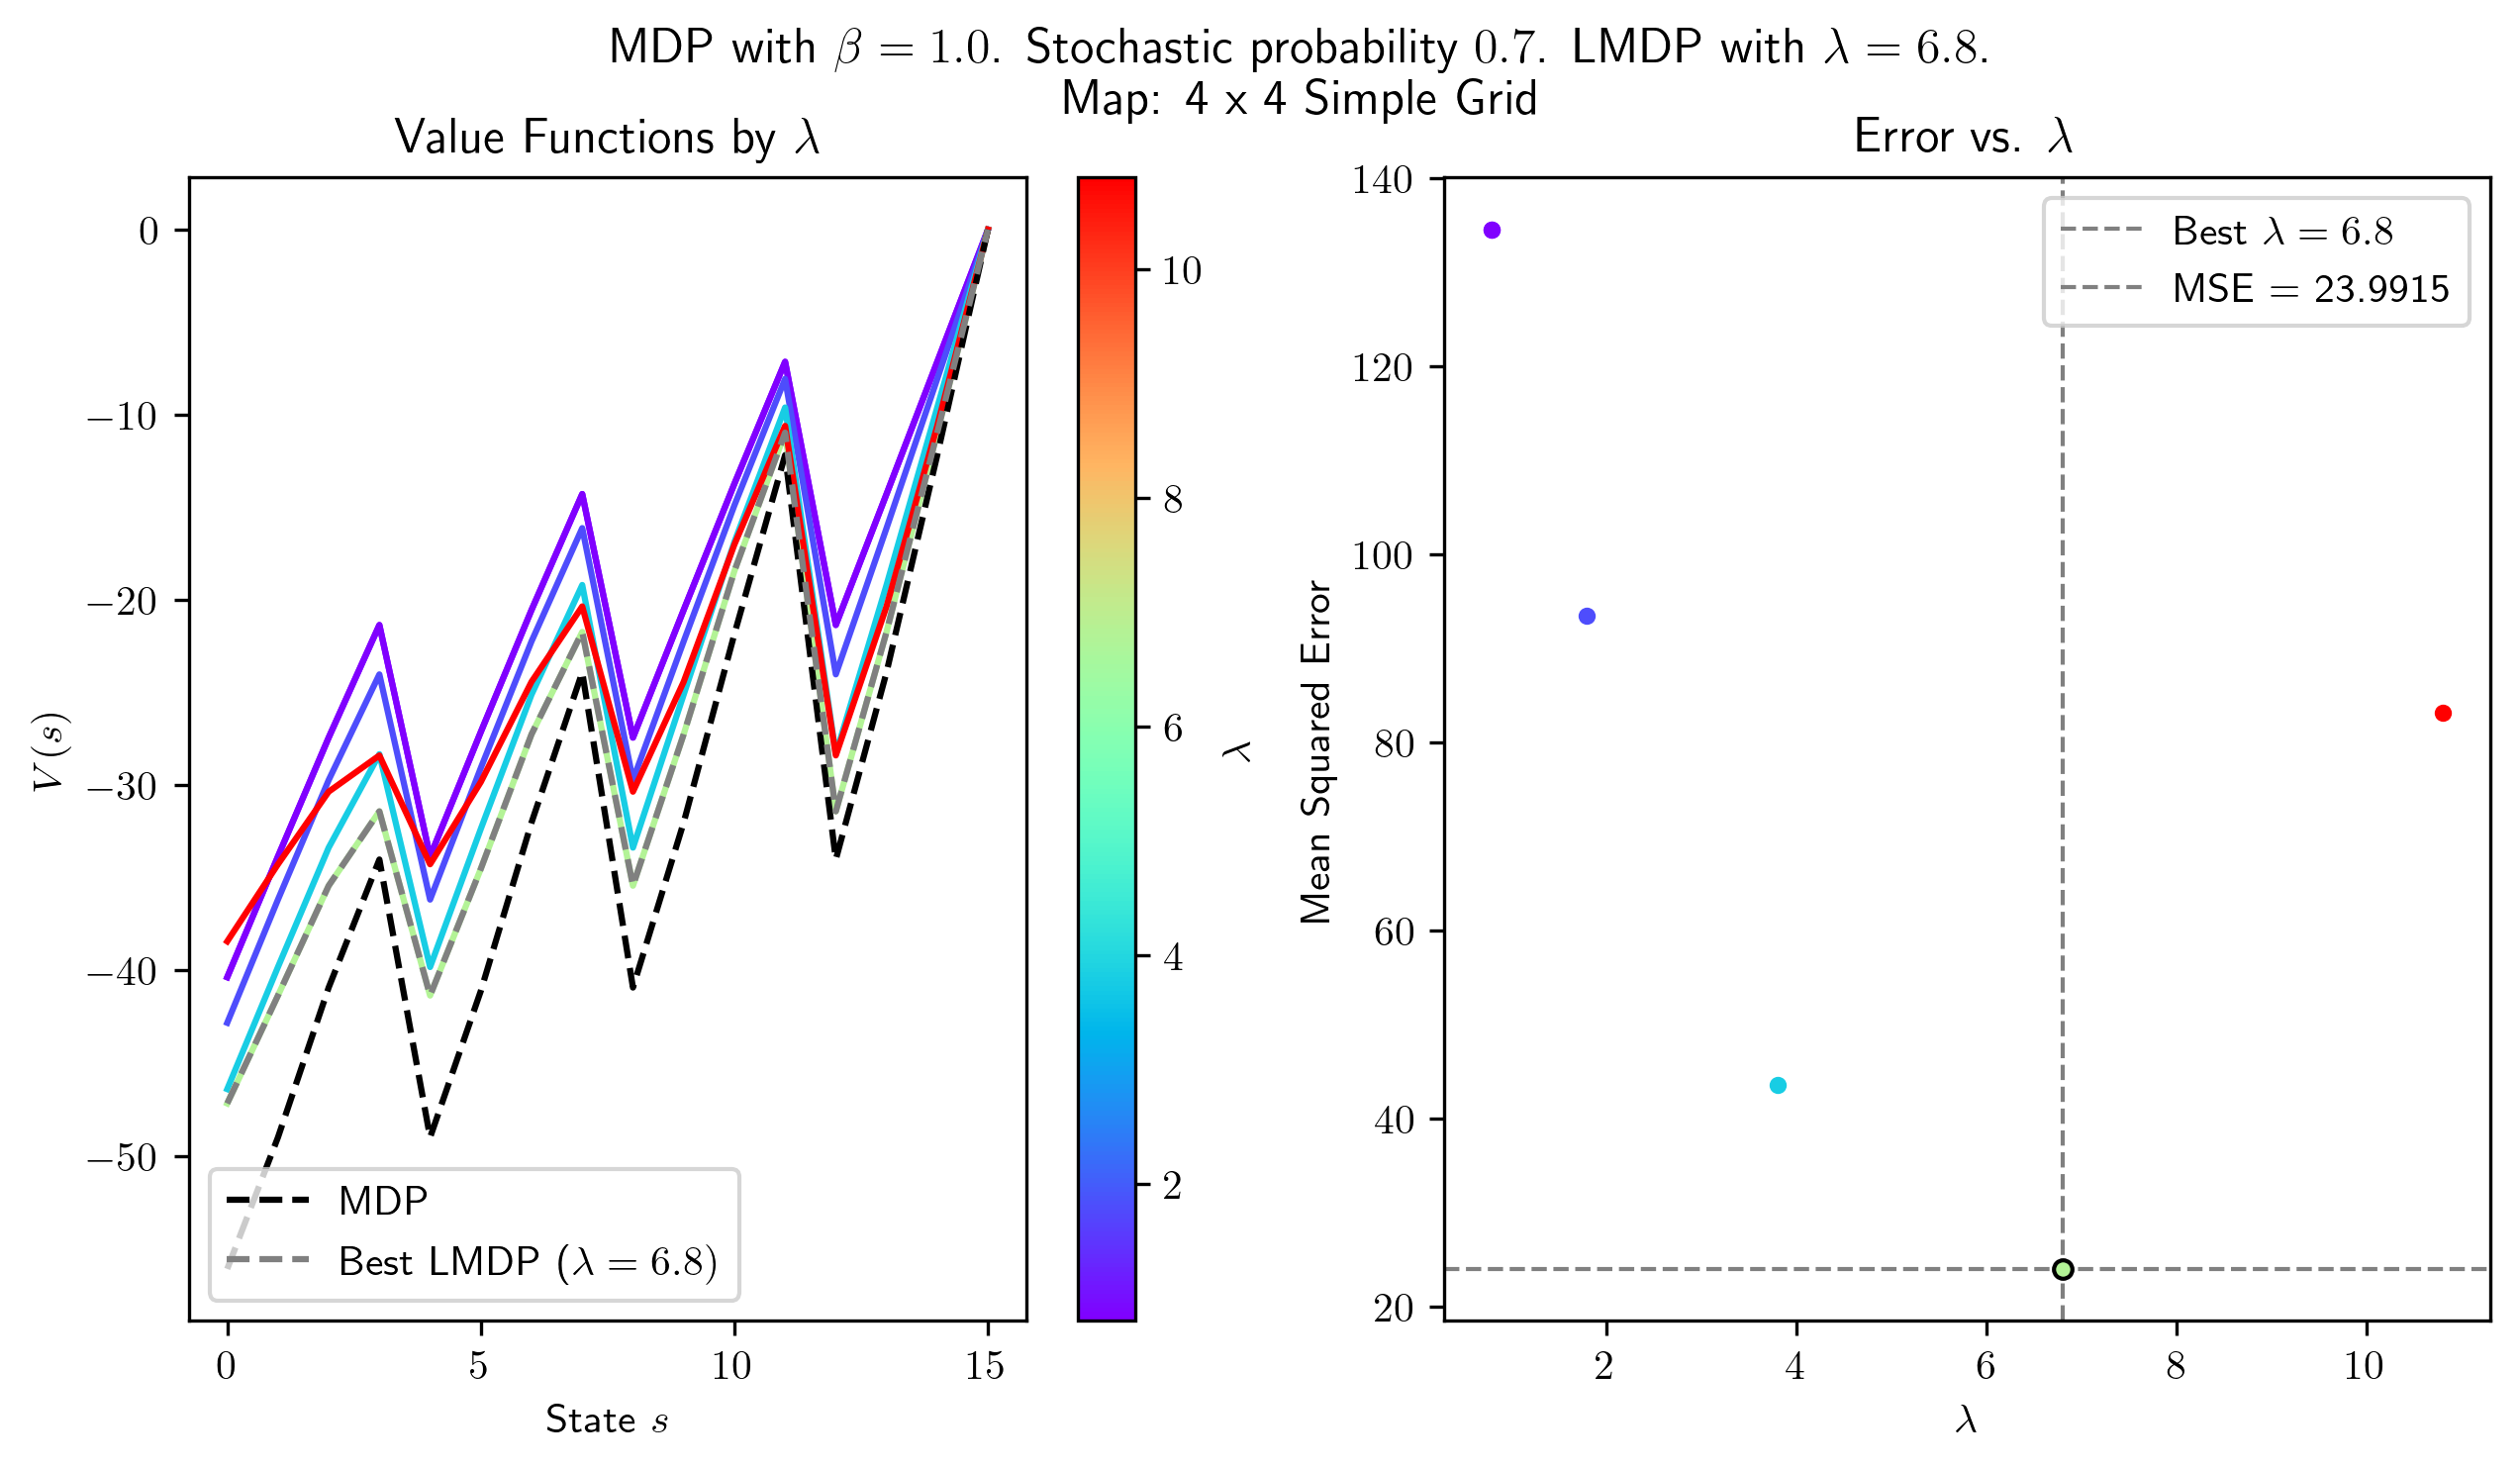 MDP with β = 1.0. Stochastic probability 0.7. LMDP with λ = 6.8.
Map: 4 x 4 Simple Grid
Value Functions by λ
0
−10
−20
−30
−40
−50
V(s)
0
5
10
15
State s
MDP
Best LMDP (λ = 6.8)
10
8
6
4
2
λ
Error vs. λ
140
120
100
80
60
40
20
Mean Squared Error
2
4
6
8
10
λ
Best λ = 6.8
MSE = 23.9915